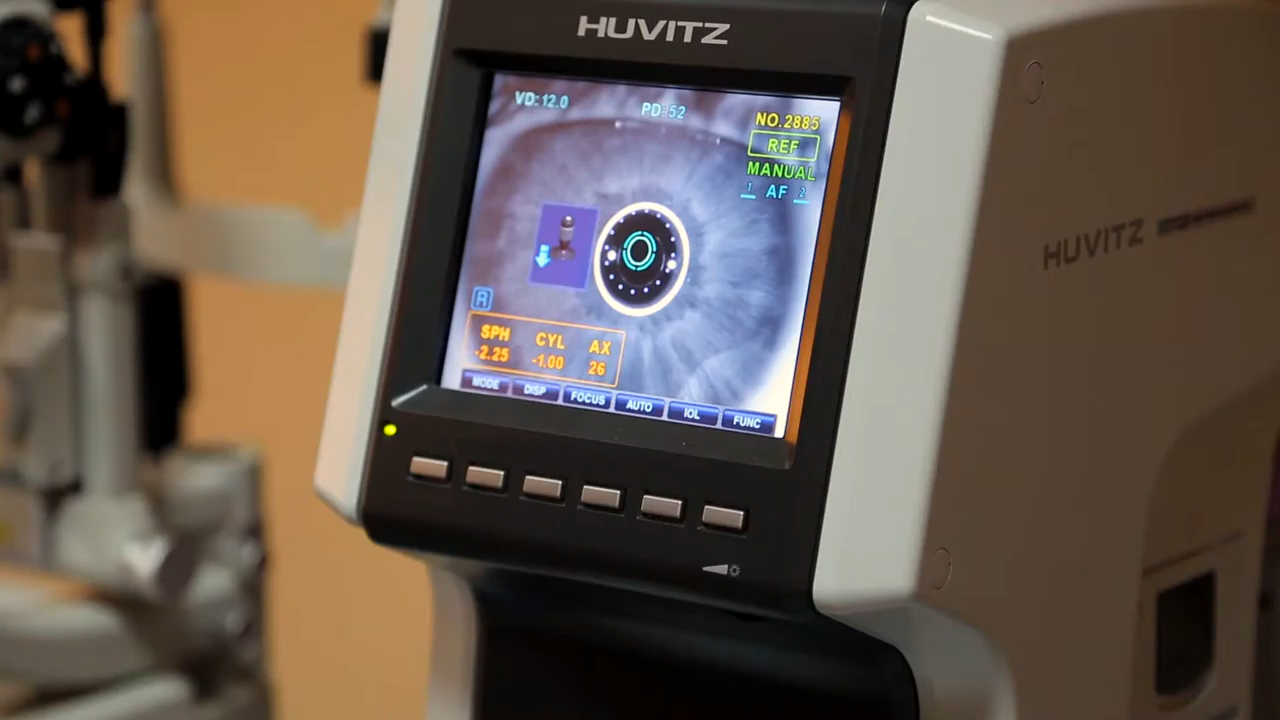 HUVITZ
VD:12.0 PD:52
NO.2885
REF
MANUAL
1 AF 2
R
SPH CYL AX
-2.25 -1.00 26
MODE DISP FOCUS AUTO IOL FUNC
HUVITZ